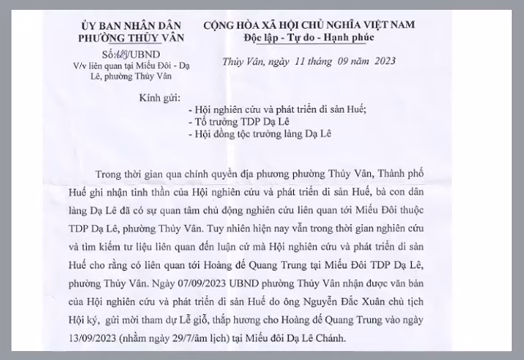 ỦY BAN NHÂN DÂN
PHƯỜNG THỦY VÂN
CỘNG HÒA XÃ HỘI CHỦ NGHĨA VIỆT NAM
Độc lập - Tự do - Hạnh phúc
Số: /UBND
V/v liên quan tại Miếu Đôi - Dạ
Lê, phường Thủy Vân
Thủy Vân, ngày 11 tháng 09 năm 2023
Kính gửi:
- Hội nghiên cứu và phát triển di sản Huế;
- Tổ trưởng TDP Dạ Lê;
- Hội đồng tộc trưởng làng Dạ Lê
Trong thời gian qua chính quyền địa phương phường Thủy Vân, Thành phố
Huế ghi nhận tinh thần của Hội nghiên cứu và phát triển di sản Huế, bà con dân
làng Dạ Lê đã có sự quan tâm chủ động nghiên cứu liên quan tới Miếu Đôi thuộc
TDP Dạ Lê, phường Thủy Vân. Tuy nhiên hiện nay vẫn trong thời gian nghiên cứu
và tìm kiếm tư liệu liên quan đến luận cứ mà Hội nghiên cứu và phát triển di sản
Huế cho rằng có liên quan tới Hoàng đế Quang Trung tại Miếu Đôi TDP Dạ Lê,
phường Thủy Vân. Ngày 07/09/2023 UBND phường Thủy Vân nhận được văn bản
của Hội nghiên cứu và phát triển di sản Huế do ông Nguyễn Đắc Xuân chủ tịch
Hội ký, gửi mời tham dự Lễ giỗ, thắp hương cho Hoàng đế Quang Trung vào ngày
13/09/2023 (nhằm ngày 29/7/âm lịch) tại Miếu đôi Dạ Lê Chánh.